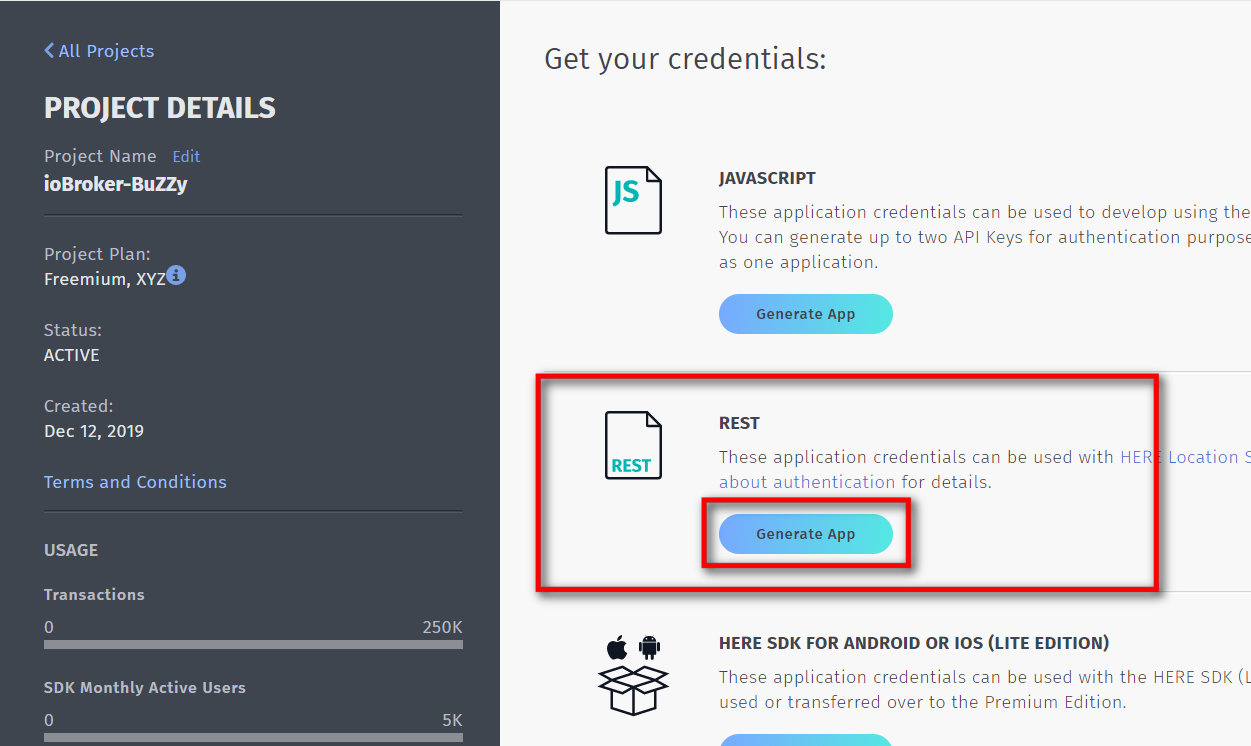 All Projects
PROJECT DETAILS
Project Name Edit
ioBroker-BuZZy
Project Plan:
Freemium, XYZ
Status:
ACTIVE
Created:
Dec 12, 2019
Terms and Conditions
USAGE
Transactions
0 250K
SDK Monthly Active Users
0 5K
Get your credentials:
JS
JAVASCRIPT
These application credentials can be used to develop using the
You can generate up to two API Keys for authentication purpose
as one application.
Generate App
REST
REST
These application credentials can be used with HERE Location S
about authentication for details.
Generate App
HERE SDK FOR ANDROID OR IOS (LITE EDITION)
These application credentials can be used with the HERE SDK (L
used or transferred over to the Premium Edition.